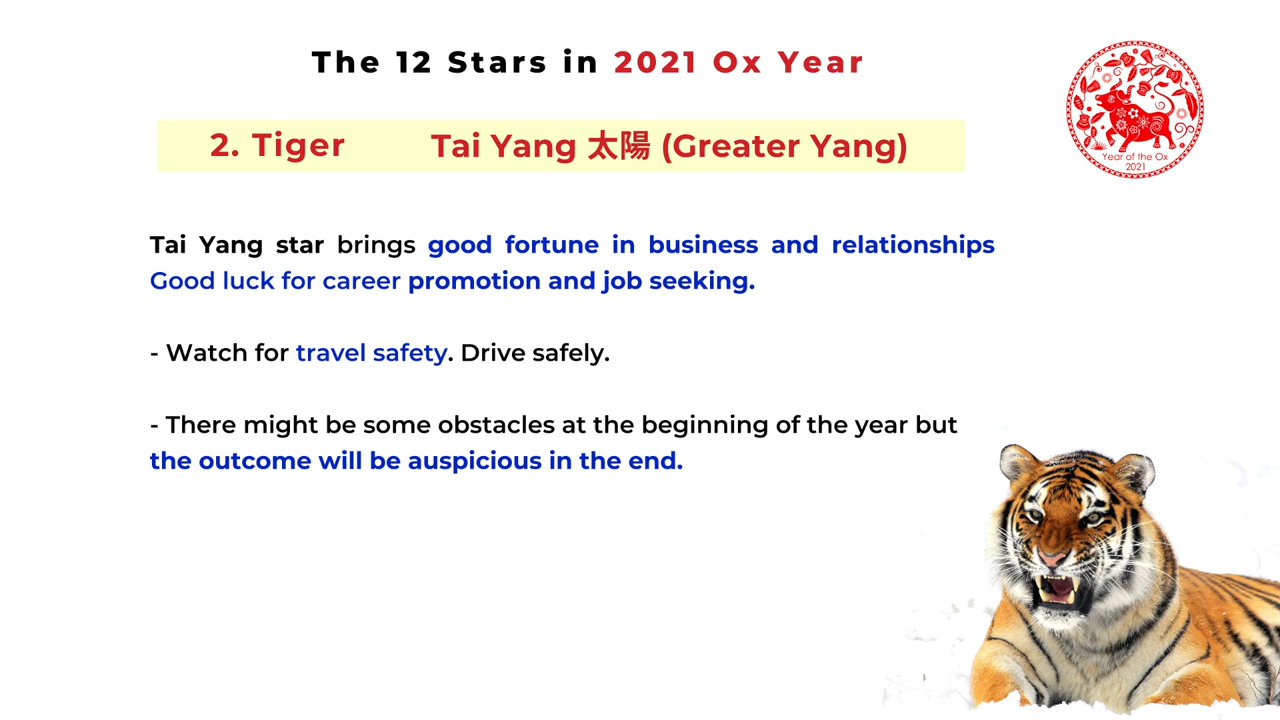 The 12 Stars in 2021 Ox Year
2. Tiger Tai Yang 太陽 (Greater Yang)
Year of the Ox
2021
Tai Yang star brings good fortune in business and relationships
Good luck for career promotion and job seeking.
- Watch for travel safety. Drive safely.
- There might be some obstacles at the beginning of the year but
the outcome will be auspicious in the end.